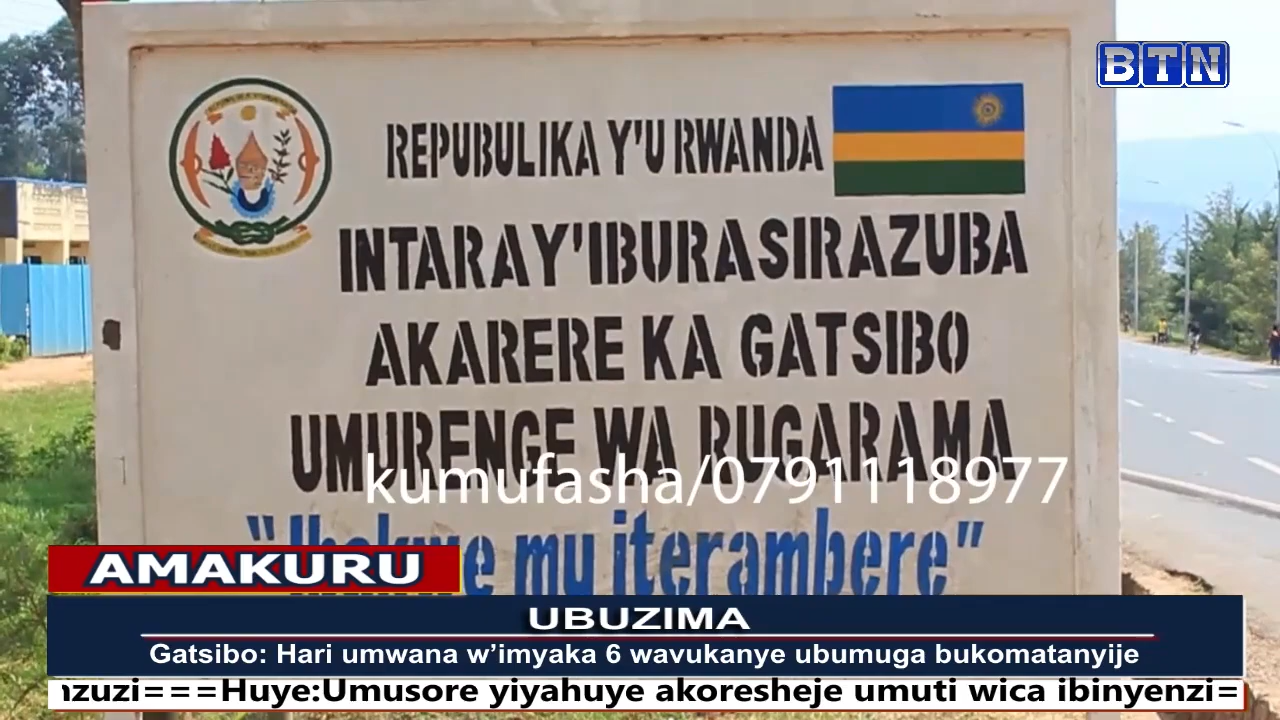 BTN
REPUBULIKA Y'U RWANDA
INTARA Y'IBURASIRAZUBA
AKARERE KA GATSIBO
UMURENGE WA RUGARAMA
kumufasha/0791118977
mu iterambere"
AMAKURU
UBUZIMA
Gatsibo: Hari umwana w’imyaka 6 wavukanye ubumuga bukomatanyije
===Huye:Umusore yiyahuye akoresheje umuti wica ibinyenzi=